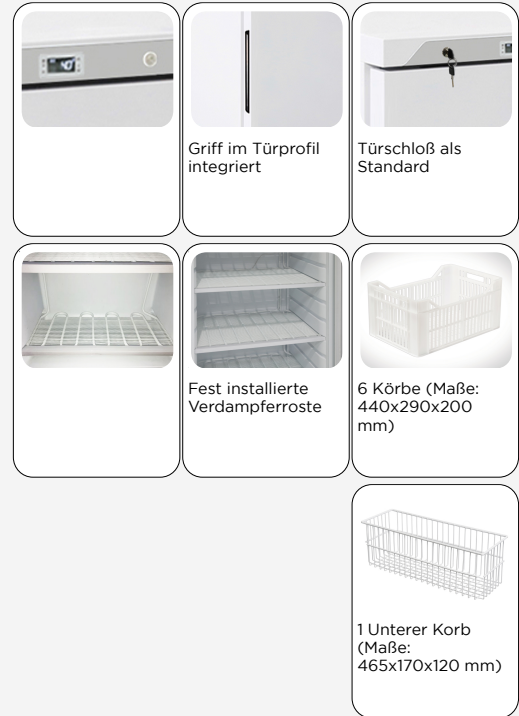 Griff im Türprofil
integriert
Türschloß als
Standard
Fest installierte
Verdampferroste
6 Körbe (Maße:
440x290x200
mm)
1 Unterer Korb
(Maße:
465x170x120 mm)